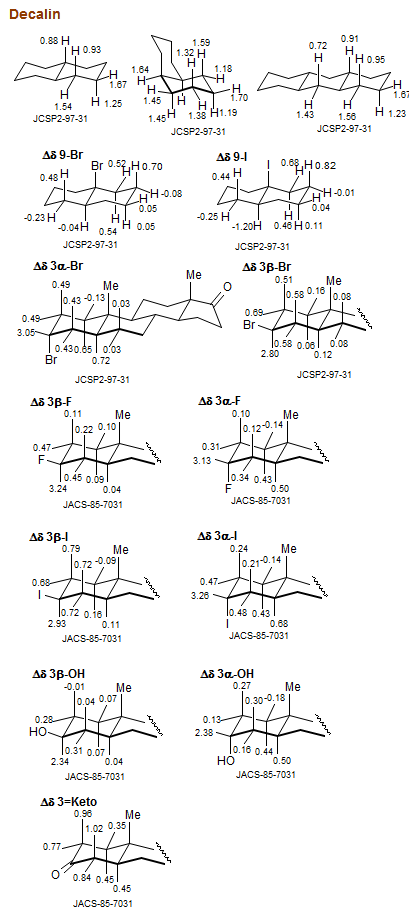 Decalin
0.88 H
H 0.93
H 1.67
H 1.54
H 1.25
JCSP2-97-31
1.59
1.32 H H
1.64 H
H 1.18
H 1.45
H 1.70
1.45 H
H 1.38
H 1.19
JCSP2-97-31
0.91
0.72 H
H H 0.95
H 1.67
H 1.43
H 1.56
H 1.23
JCSP2-97-31
Δδ 9-Br
Br 0.52 H H 0.70
0.48 H
H -0.08
-0.23 H
H 0.05
-0.04 H
0.54 H H 0.05
JCSP2-97-31
Δδ 9-I
I 0.68 H H 0.82
0.44 H
H -0.01
-0.25 H
H 0.04
-1.20 H
0.46 H H 0.11
JCSP2-97-31
Δδ 3α-Br
Me
O
0.49
0.43 -0.13 Me
0.03
0.49
3.05
0.43 0.65 0.03
Br
0.72
JCSP2-97-31
Δδ 3β-Br
0.51
0.58 0.16 Me
0.08
0.69
Br
0.58 0.06 0.08
2.80
0.12
JCSP2-97-31
Δδ 3β-F
0.11
0.22 0.10 Me
0.47
F
0.45 0.09
3.24
0.04
JACS-85-7031
Δδ 3α-F
0.10
0.12 -0.14 Me
0.31
3.13
0.34 0.43
F
0.50
JACS-85-7031
Δδ 3β-I
0.79
0.72 -0.09 Me
0.68
I
0.72 0.16
2.93
0.11
JACS-85-7031
Δδ 3α-I
0.24
0.21 -0.14 Me
0.47
3.26
0.48 0.43
I
0.68
JACS-85-7031
Δδ 3β-OH
-0.01
0.04 0.07 Me
0.28
HO
0.31 0.07
2.34
0.04
JACS-85-7031
Δδ 3α-OH
0.27
0.30 -0.18 Me
0.13
2.38
0.16 0.44
HO
0.50
JACS-85-7031
Δδ 3=Keto
0.96
1.02 0.35 Me
0.77
O
0.84 0.45
0.45
JACS-85-7031